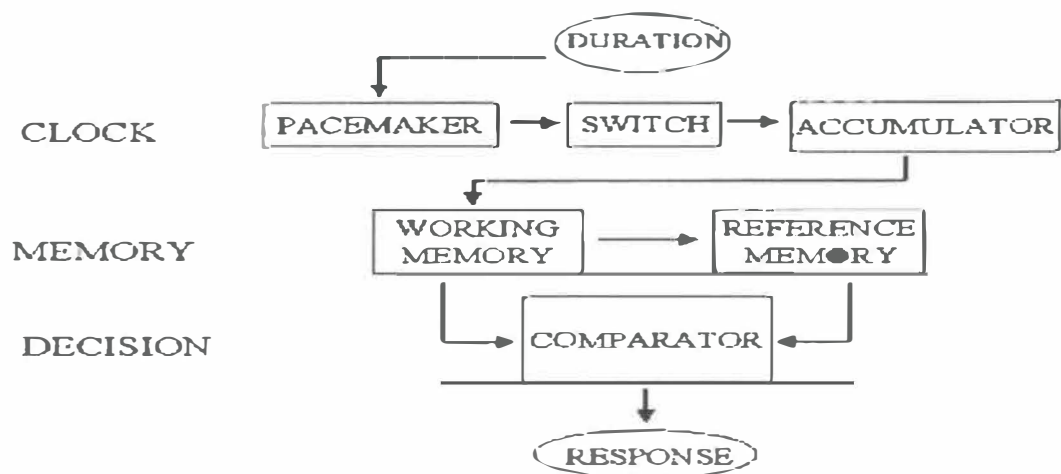 DURATION
CLOCK
PACEMAKER
SWITCH
ACCUMULATOR
MEMORY
WORKING
MEMORY
REFERENCE
MEMORY
DECISION
COMPARATOR
RESPONSE